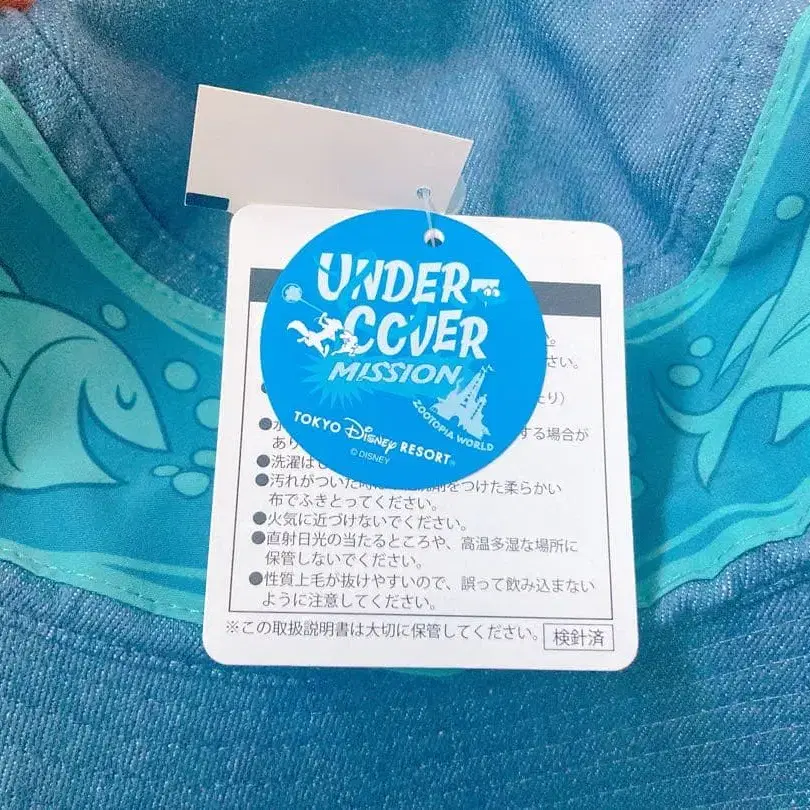 UNDER-
COVER
MISSION
ZOOTOPIA WORLD
TOKYO Disney RESORT®
© DISNEY
。
さい。
たり)
する場合が
あり
●洗濯は
●汚れがついた時 をつけた柔らかい
布でふきとってください。
●火気に近づけないでください。
●直射日光の当たるところや、高温多湿な場所に
保管しないでください。
●性質上毛が抜けやすいので、誤って飲み込まない
ように注意してください。
※この取扱説明書は大切に保管してください。 検針済